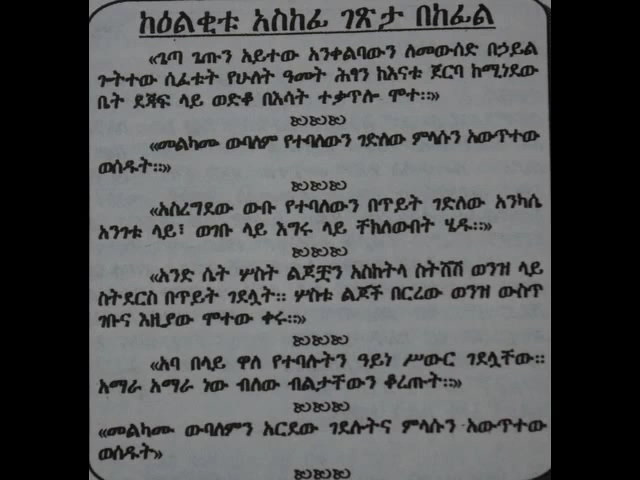 ከዕልቂቱ አስከፊ ገጽታ በከፊል
«ጌጣ ጌጡን አይተው አንቀልባውን ለመውሰድ በኃይል
ጉትተው ሲፈቱት የሁለት ዓመት ሕፃን ከእናቱ ጀርባ ከሚነደው
ቤት ደጃፍ ላይ ወድቆ በእሳት ተቃጥሎ ሞተ።»
«መልካሙ ውባለም የተባለውን ገድለው ምላሱን አውጥተው
ወሰዱት።»
«አስረግደው ውቡ የተባለውን በጥይት ገድለው አንካሴ
አንገቱ ላይ፣ ወገቡ ላይ እግሩ ላይ ቸክለውበት ሄዱ።»
«አንድ ሴት ሦስት ልጆቿን አስከትላ ስትሸሽ ወንዝ ላይ
ስትደርስ በጥይት ገደሏት። ሦስቱ ልጆች በርረው ወንዝ ውስጥ
ገቡና እዚያው ሞተው ቀሩ።»
«አባ በላይ ዋለ የተባሉትን ዓይነ ሥውር ገደሏቸው።
አማራ አማራ ነው ብለው ብልታቸውን ቆረጡት።»
«መልካሙ ውባለምን አርደው ገደሉትና ምላሱን አውጥተው
ወሰዱት»